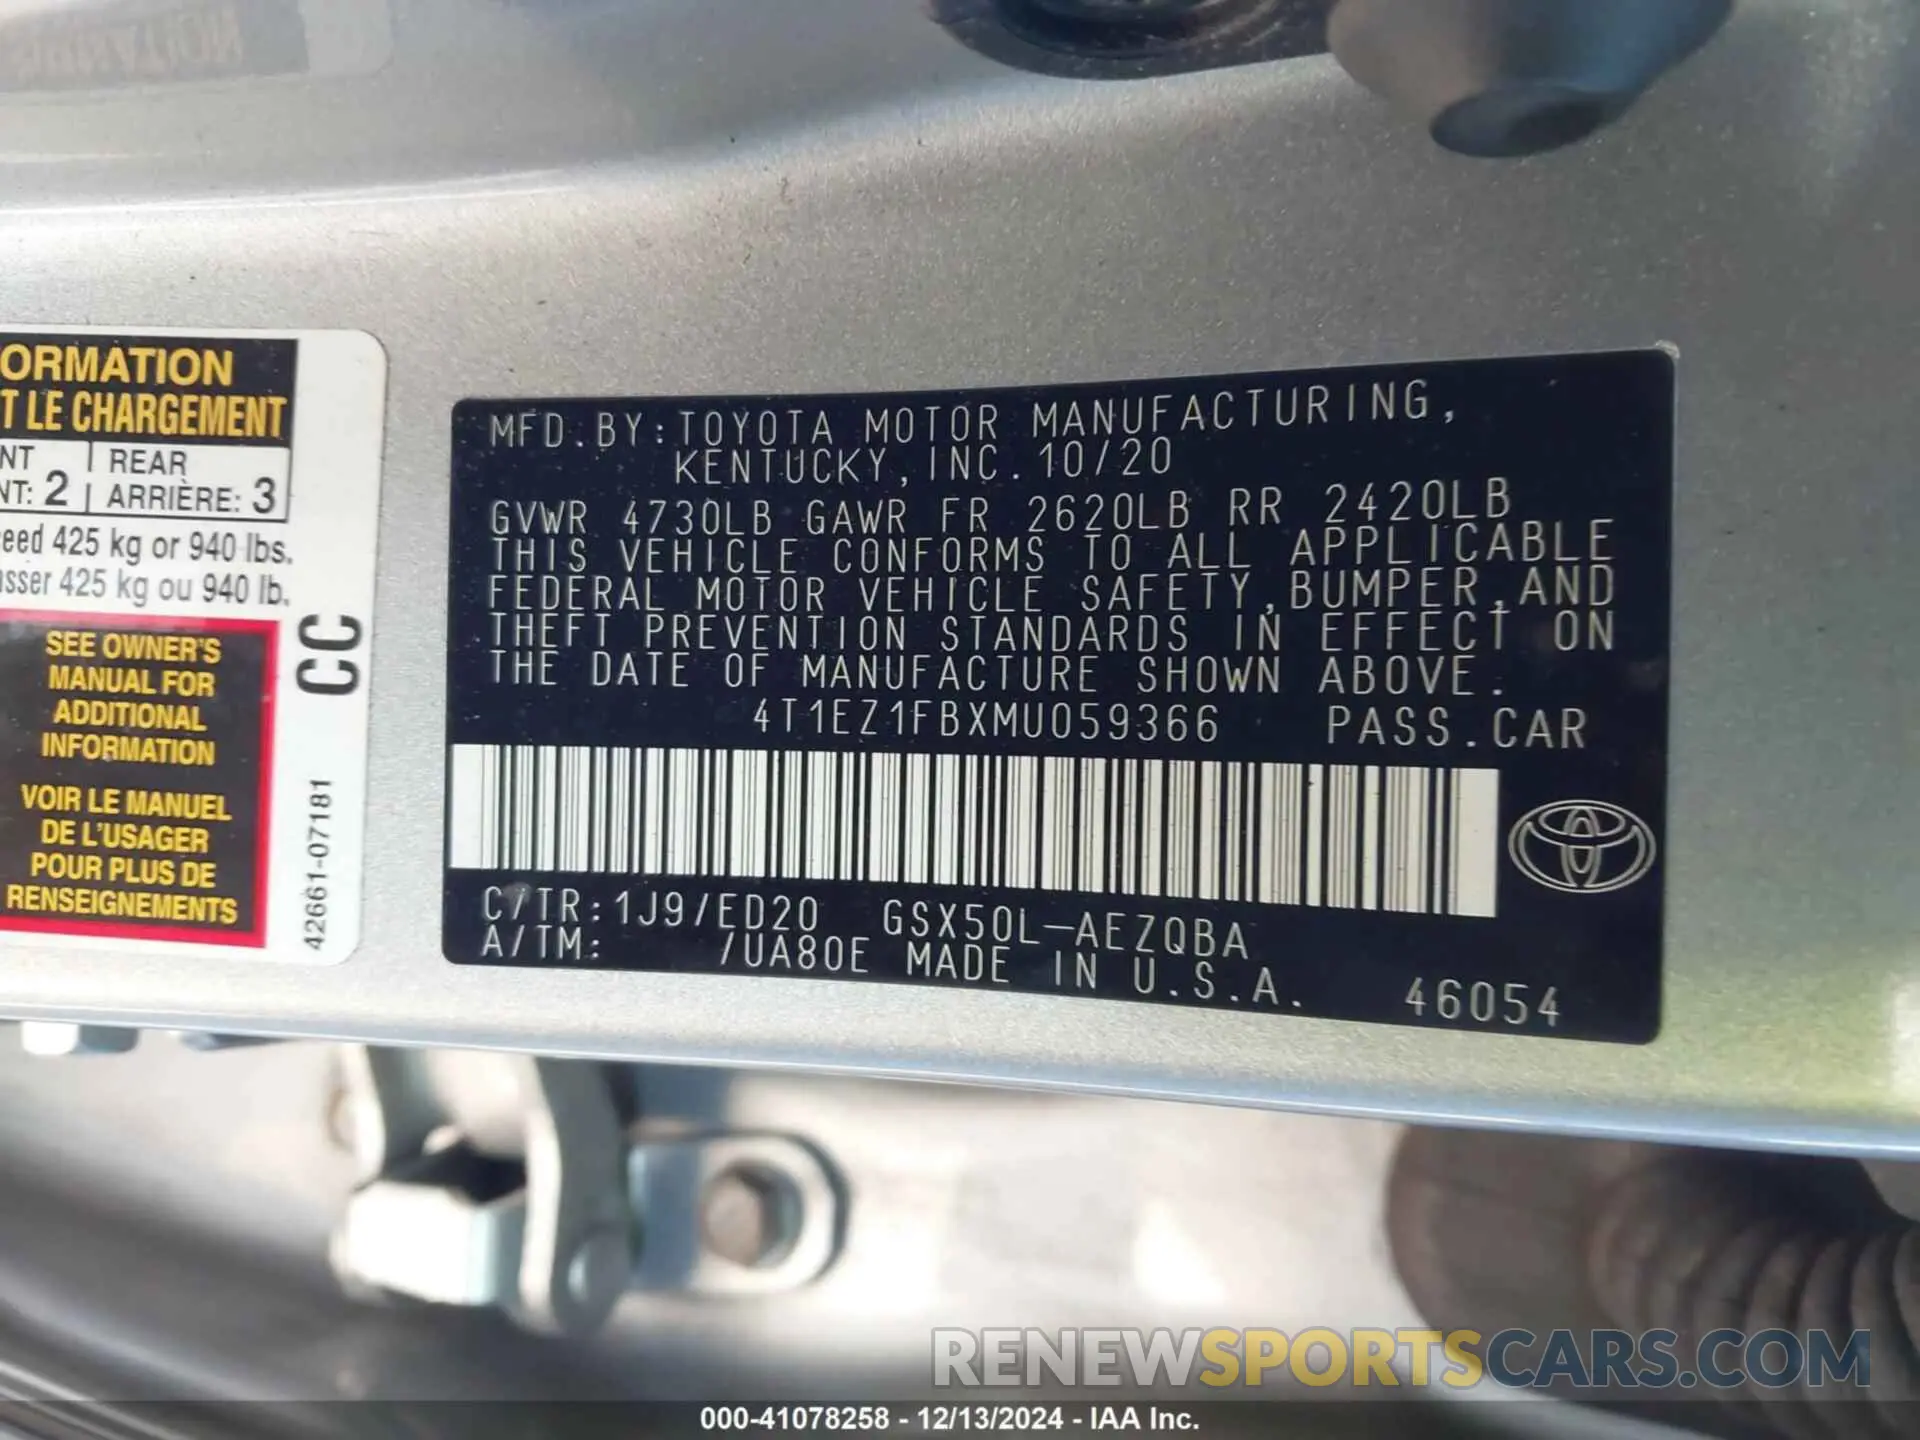 ORMATION
T LE CHARGEMENT
NT | REAR
NT: 2 | ARRIÈRE: 3
eed 425 kg or 940 lbs.
sser 425 kg ou 940 lb.
SEE OWNER'S
MANUAL FOR
ADDITIONAL
INFORMATION
VOIR LE MANUEL
DE L'USAGER
POUR PLUS DE
RENSEIGNEMENTS
CC
42661-07181
MFD.BY:TOYOTA MOTOR MANUFACTURING,
KENTUCKY,INC.10/20
GVWR 4730LB GAWR FR 2620LB RR 2420LB
THIS VEHICLE CONFORMS TO ALL APPLICABLE
FEDERAL MOTOR VEHICLE SAFETY,BUMPER,AND
THEFT PREVENTION STANDARDS IN EFFECT ON
THE DATE OF MANUFACTURE SHOWN ABOVE.
4T1EZ1FBXMU059366 PASS.CAR
C/TR:1J9/ED20 GSX50L-AEZQBA
A/TM: /UA80E MADE IN U.S.A. 46054
RENEWSPORTSCARS.COM
000-41078258 - 12/13/2024 - IAA Inc.